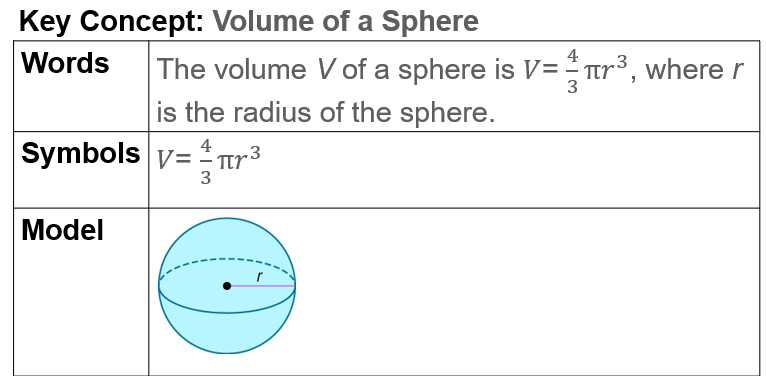 Key Concept: Volume of a Sphere
Words
The volume V of a sphere is V= 4/3 πr³, where r
is the radius of the sphere.
Symbols
V= 4/3 πr³
Model
r